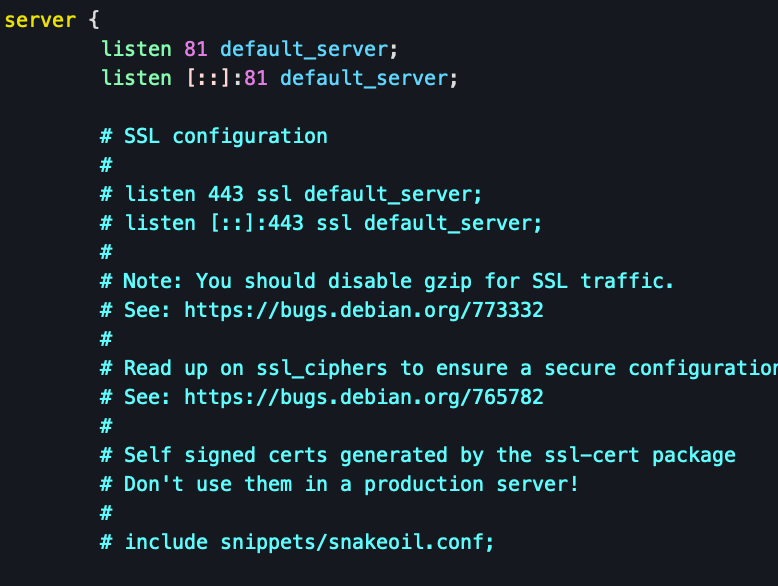 server {
listen 81 default_server;
listen [::]:81 default_server;
# SSL configuration
#
# listen 443 ssl default_server;
# listen [::]:443 ssl default_server;
#
# Note: You should disable gzip for SSL traffic.
# See: https://bugs.debian.org/773332
#
# Read up on ssl_ciphers to ensure a secure configuration
# See: https://bugs.debian.org/765782
#
# Self signed certs generated by the ssl-cert package
# Don't use them in a production server!
#
# include snippets/snakeoil.conf;